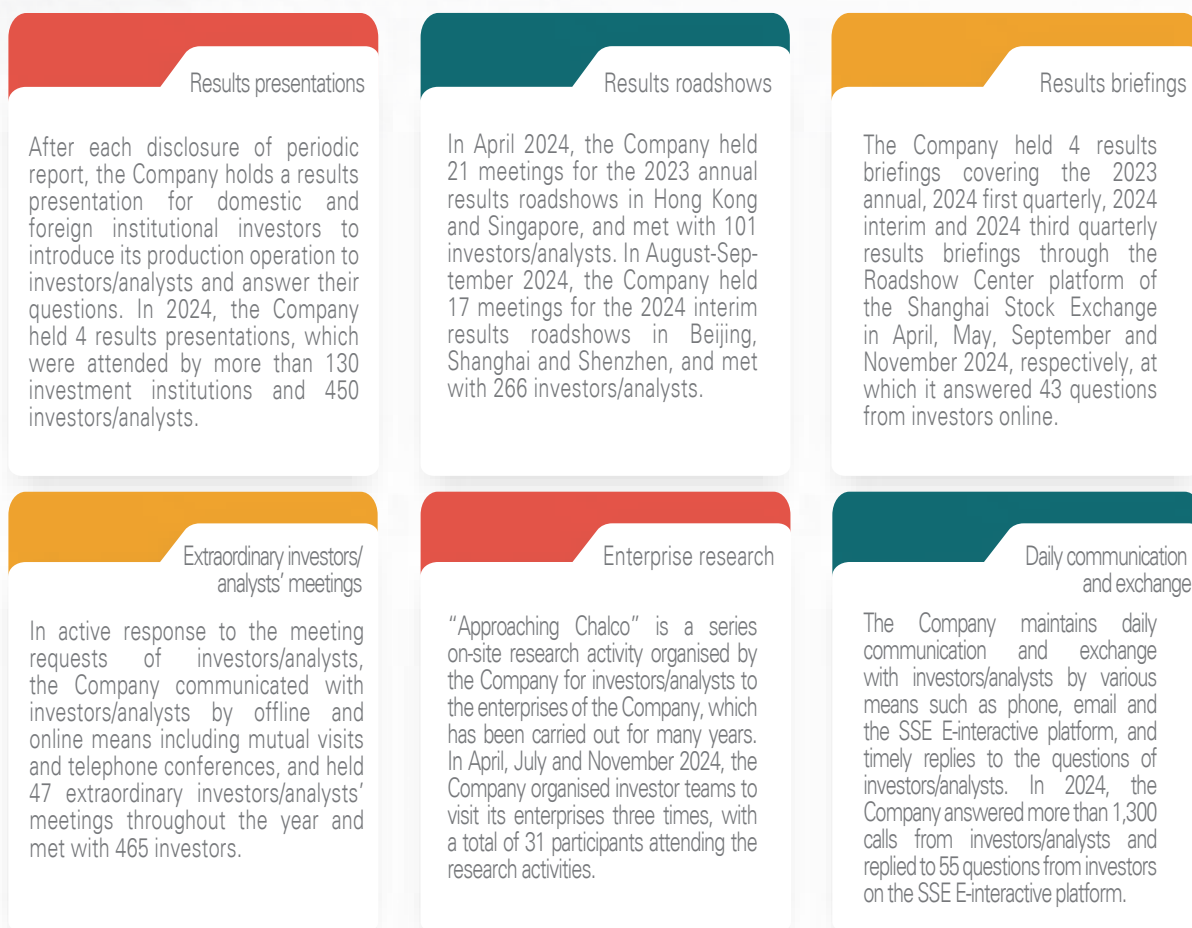 Results presentations
After each disclosure of periodic
report, the Company holds a results
presentation for domestic and
foreign institutional investors to
introduce its production operation to
investors/analysts and answer their
questions. In 2024, the Company
held 4 results presentations, which
were attended by more than 130
investment institutions and 450
investors/analysts.
Results roadshows
In April 2024, the Company held
21 meetings for the 2023 annual
results roadshows in Hong Kong
and Singapore, and met with 101
investors/analysts. In August-Sep-
tember 2024, the Company held
17 meetings for the 2024 interim
results roadshows in Beijing,
Shanghai and Shenzhen, and met
with 266 investors/analysts.
Results briefings
The Company held 4 results
briefings covering the 2023
annual, 2024 first quarterly, 2024
interim and 2024 third quarterly
results briefings through the
Roadshow Center platform of
the Shanghai Stock Exchange
in April, May, September and
November 2024, respectively, at
which it answered 43 questions
from investors online.
Extraordinary investors/
analysts’ meetings
In active response to the meeting
requests of investors/analysts,
the Company communicated with
investors/analysts by offline and
online means including mutual visits
and telephone conferences, and held
47 extraordinary investors/analysts’
meetings throughout the year and
met with 465 investors.
Enterprise research
“Approaching Chalco” is a series
on-site research activity organised by
the Company for investors/analysts to
the enterprises of the Company, which
has been carried out for many years.
In April, July and November 2024, the
Company organised investor teams to
visit its enterprises three times, with
a total of 31 participants attending the
research activities.
Daily communication
and exchange
The Company maintains daily
communication and exchange
with investors/analysts by various
means such as phone, email and
the SSE E-interactive platform, and
timely replies to the questions of
investors/analysts. In 2024, the
Company answered more than 1,300
calls from investors/analysts and
replied to 55 questions from investors
on the SSE E-interactive platform.